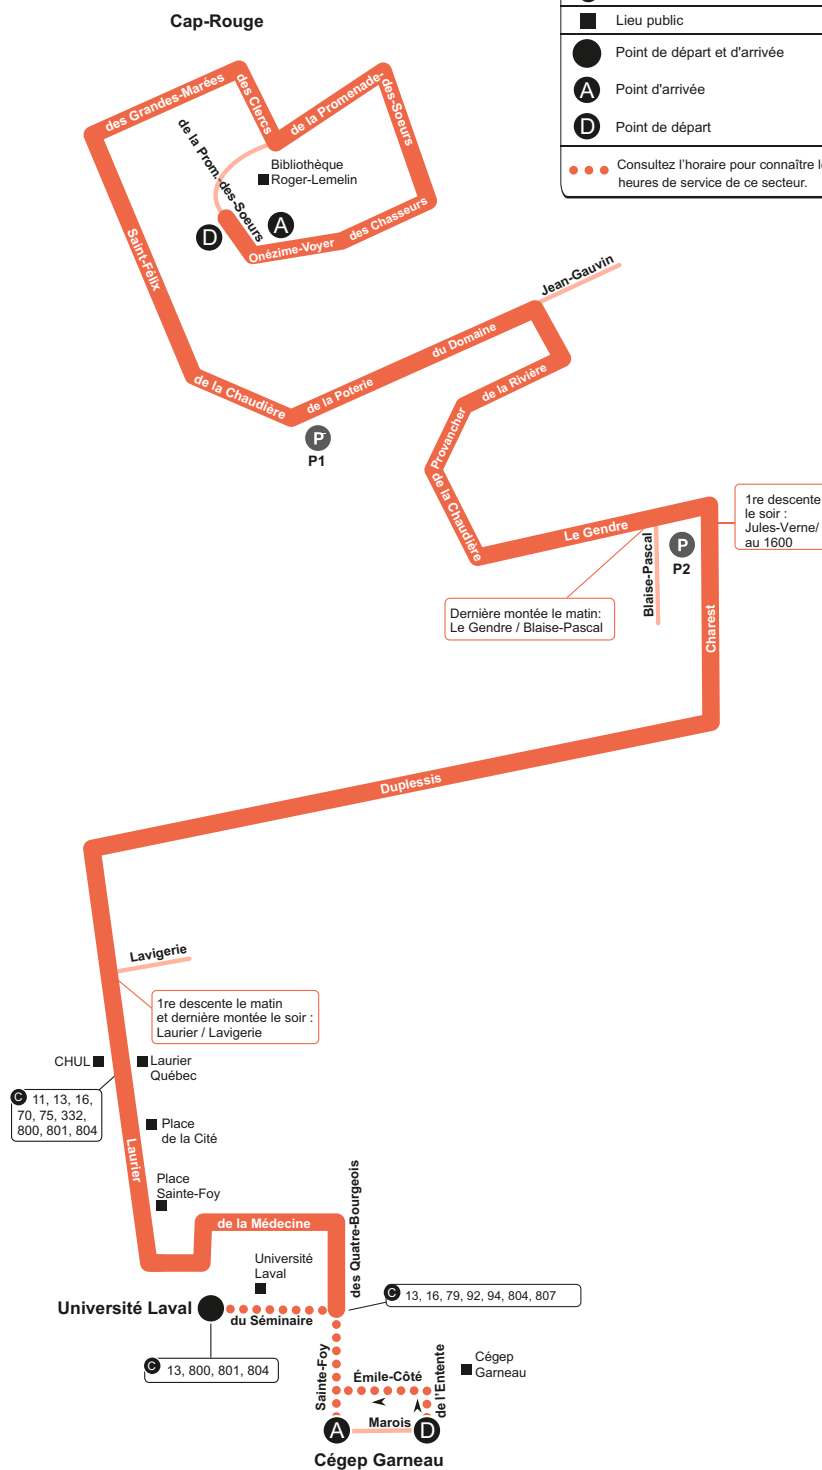 Cap-Rouge
Lieu public
Point de départ et d'arrivée
A Point d'arrivée
D Point de départ
Consultez l'horaire pour connaître
heures de service de ce secteur.
des Grandes-Marées
des Clercs
de la Promenade-
des-Soeurs
de la Prom.-des-Soeurs
Bibliothèque
Roger-Lemelin
D
A
Onézime-Voyer
des Chasseurs
Saint-Félix
Jean-Gauvin
de la Chaudière
de la Poterie
du Domaine
de la Rivière
P
P1
Provancher
de la Chaudière
Le Gendre
1re descente
le soir :
Jules-Verne/
au 1600
Blaise-Pascal
P
P2
Charest
Dernière montée le matin:
Le Gendre / Blaise-Pascal
Duplessis
Lavigerie
1re descente le matin
et dernière montée le soir :
Laurier / Lavigerie
CHUL
Laurier
Québec
C 11, 13, 16,
70, 75, 332,
800, 801, 804
Place
de la Cité
Laurier
Place
Sainte-Foy
de la Médecine
des Quatre-Bourgeois
Université
Laval
C 13, 16, 79, 92, 94, 804, 807
Université Laval
du Séminaire
C 13, 800, 801, 804
Sainte-Foy
Émile-Côté
de l'Entente
Cégep
Garneau
Marois
A
D
Cégep Garneau